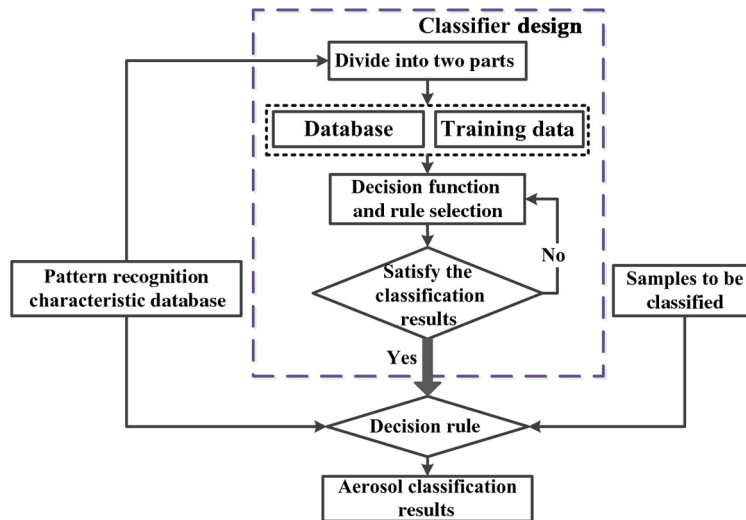 Classifier design
Divide into two parts
Database
Training data
Decision function
and rule selection
No
Satisfy the
classification
results
Pattern recognition
characteristic database
Samples to be
classified
Yes
Decision rule
Aerosol classification
results